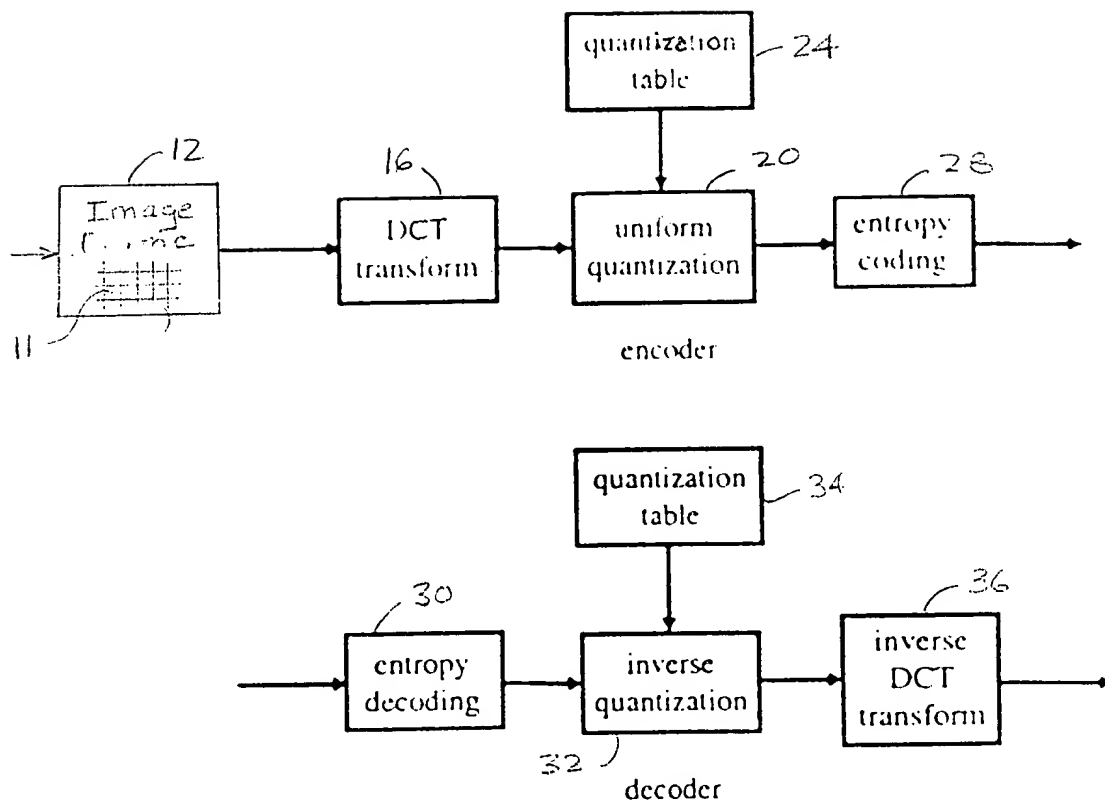 quantization
table
24
12
16
20
28
Image
DCT
transform
uniform
quantization
entropy
coding
11
encoder
quantization
table
34
30
36
entropy
decoding
inverse
quantization
inverse
DCT
transform
32
decoder